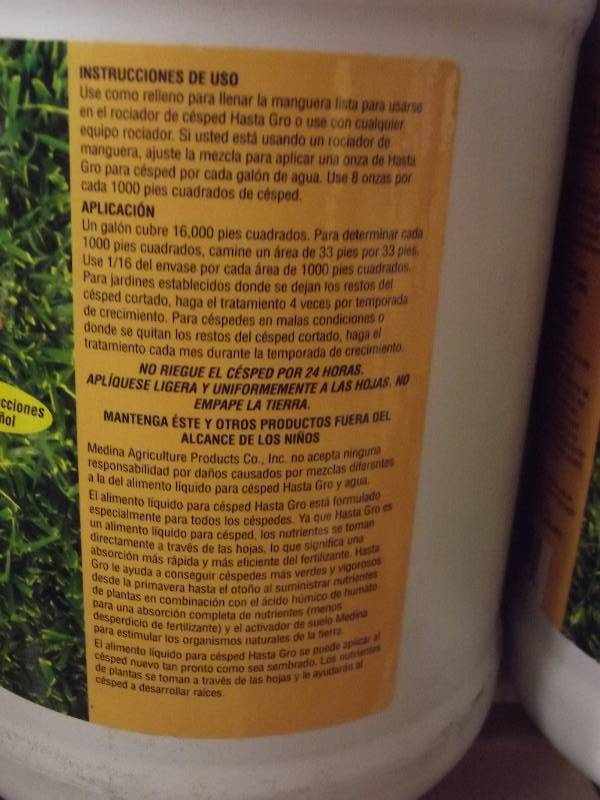 INSTRUCCIONES DE USO
Use como relleno para llenar la manguera lista para usarse
en el rociador de césped Hasta Gro o use con cualquier
equipo rociador. Si usted está usando un rociador de
manguera, ajuste la mezcla para aplicar una onza de Hasta
Gro para césped por cada galón de agua. Use 8 onzas por
cada 1000 pies cuadrados de césped.
APLICACIÓN
Un galón cubre 16,000 pies cuadrados. Para determinar cada
1000 pies cuadrados, camine un área de 33 pies por 33 pies.
Use 1/16 del envase por cada área de 1000 pies cuadrados.
Para jardines establecidos donde se dejan los restos del
césped cortado, haga el tratamiento 4 veces por temporada
de crecimiento. Para céspedes en malas condiciones o
donde se quitan los restos del césped cortado, haga el
tratamiento cada mes durante la temporada de crecimiento.
NO RIEGUE EL CÉSPED POR 24 HORAS.
APLÍQUESE LIGERA Y UNIFORMEMENTE A LAS HOJAS. NO
EMPAPE LA TIERRA.
MANTENGA ÉSTE Y OTROS PRODUCTOS FUERA DEL
ALCANCE DE LOS NIÑOS
Medina Agriculture Products Co., Inc. no acepta ninguna
responsabilidad por daños causados por mezclas diferentes
a la del alimento líquido para césped Hasta Gro y agua.
El alimento líquido para césped Hasta Gro está formulado
especialmente para todos los céspedes. Ya que Hasta Gro es
un alimento líquido para césped, los nutrientes se toman
directamente a través de las hojas, lo que significa una
absorción más rápida y más eficiente del fertilizante. Hasta
Gro le ayuda a conseguir céspedes más verdes y vigorosos
desde la primavera hasta el otoño al suministrar nutrientes
de plantas en combinación con el ácido húmico de humato
para una absorción completa de nutrientes (menos
desperdicio de fertilizante) y el activador de suelo Medina
para estimular los organismos naturales de la tierra.
El alimento líquido para césped Hasta Gro se puede aplicar al
césped nuevo tan pronto como sea sembrado. Los nutrientes
de plantas se toman a través de las hojas y le ayudarán al
césped a desarrollar raíces.
cciones
ñol